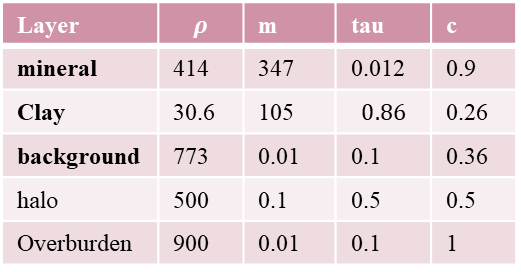 Layer ρ m tau c
mineral 414 347 0.012 0.9
Clay 30.6 105 0.86 0.26
background 773 0.01 0.1 0.36
halo 500 0.1 0.5 0.5
Overburden 900 0.01 0.1 1